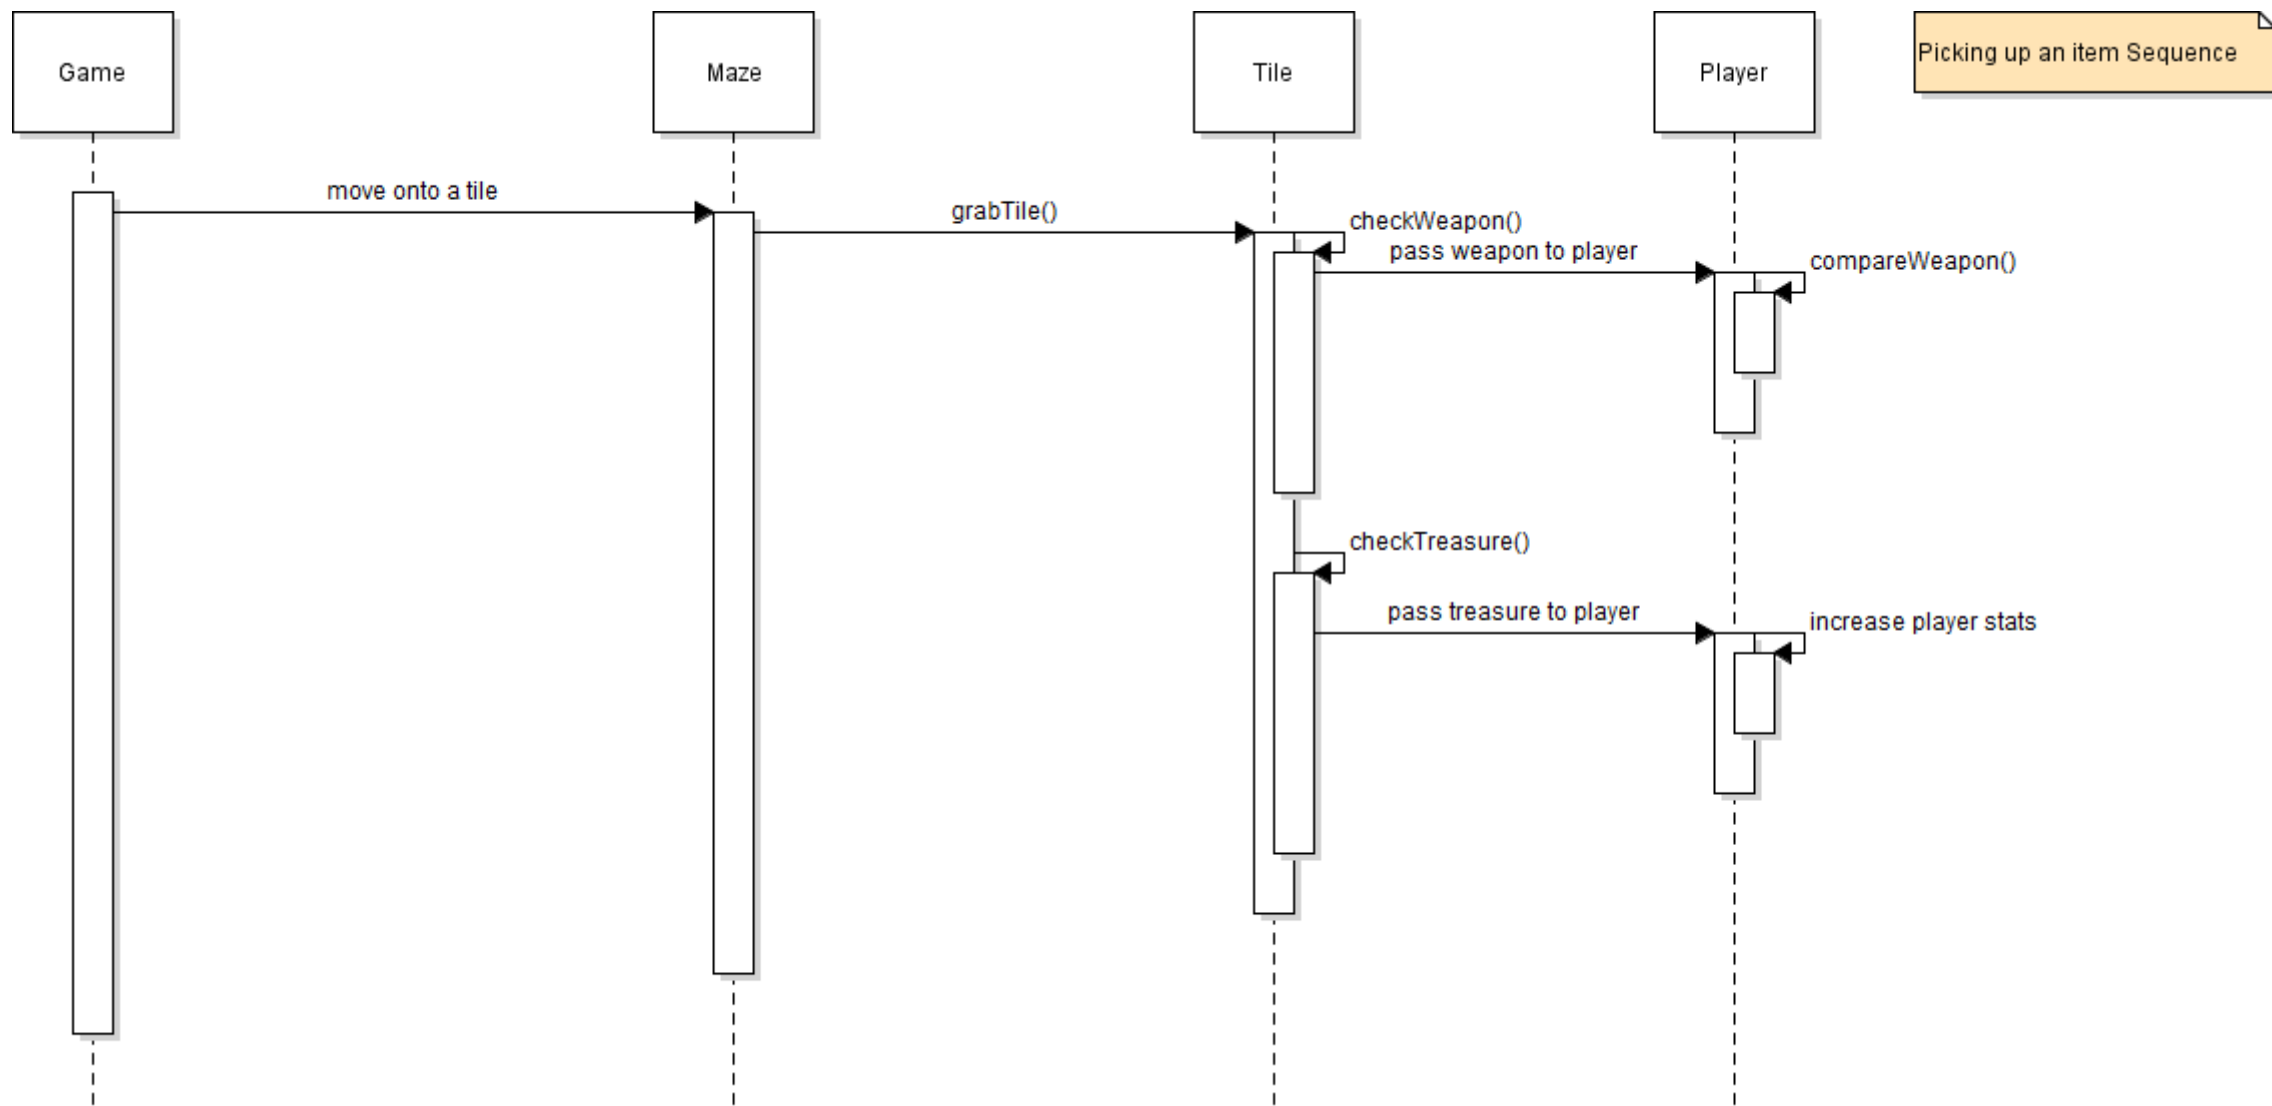 Game
Maze
Tile
Player
Picking up an item Sequence
move onto a tile
grabTile()
checkWeapon()
pass weapon to player
compareWeapon()
checkTreasure()
pass treasure to player
increase player stats